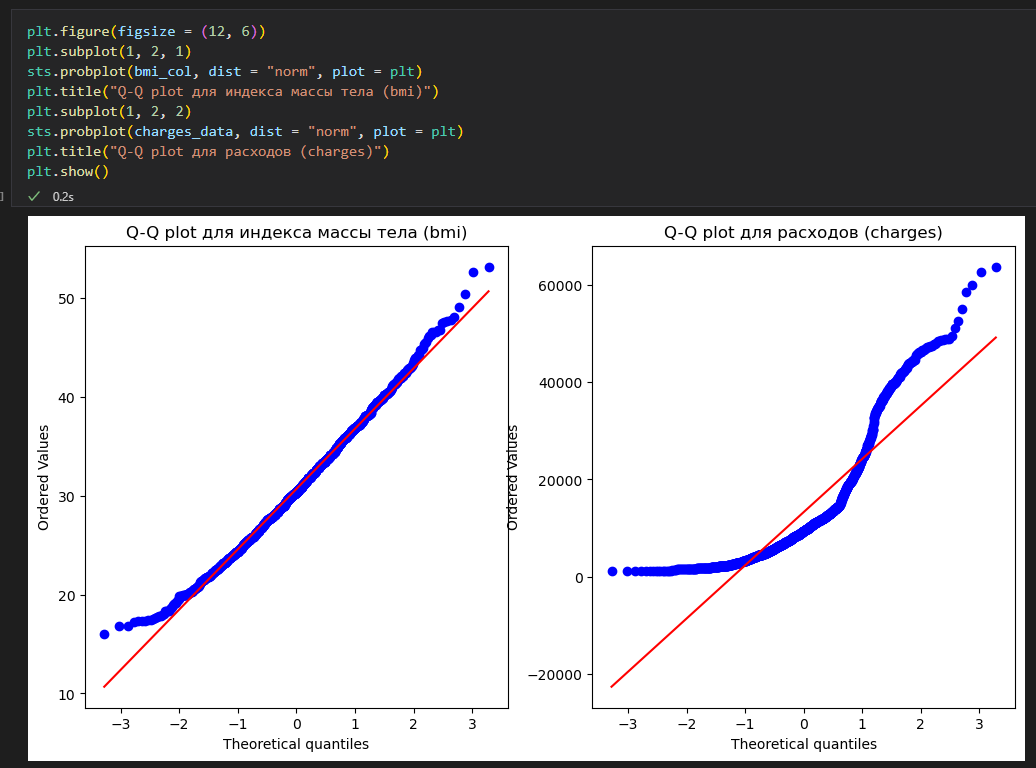 plt.figure(figsize = (12, 6))
plt.subplot(1, 2, 1)
sts.probplot(bmi_col, dist = "norm", plot = plt)
plt.title("Q-Q plot для индекса массы тела (bmi)")
plt.subplot(1, 2, 2)
sts.probplot(charges_data, dist = "norm", plot = plt)
plt.title("Q-Q plot для расходов (charges)")
plt.show()
]
0.2s
Q-Q plot для индекса массы тела (bmi)
Ordered Values
50
40
30
20
10
−3 −2 −1 0 1 2 3
Theoretical quantiles
Q-Q plot для расходов (charges)
Ordered Values
60000
40000
20000
0
−20000
−3 −2 −1 0 1 2 3
Theoretical quantiles